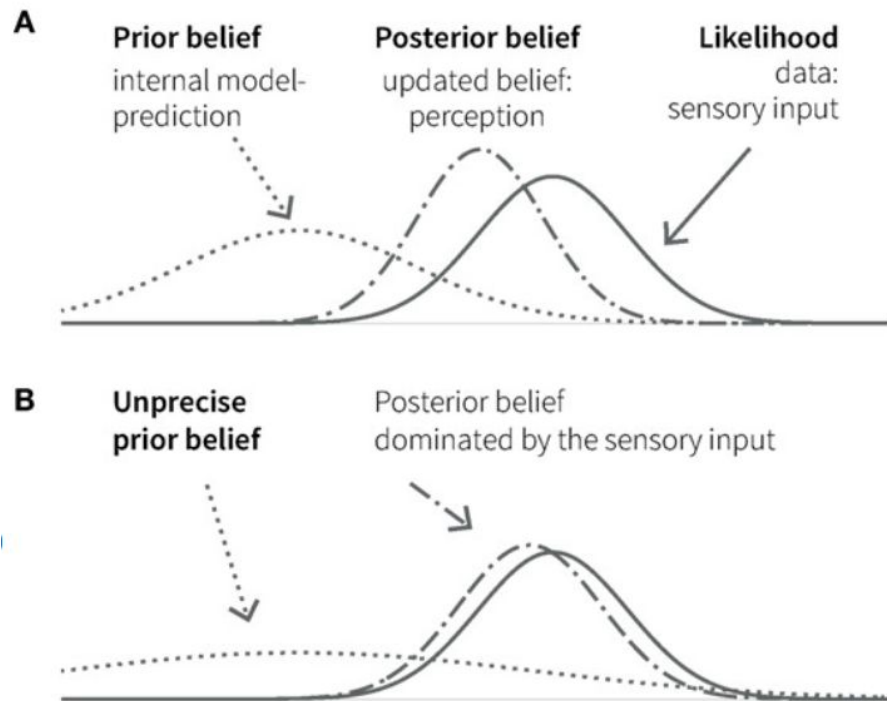 A
Prior belief
internal model-
prediction
Posterior belief
updated belief:
perception
Likelihood
data:
sensory input
B
Unprecise
prior belief
Posterior belief
dominated by the sensory input